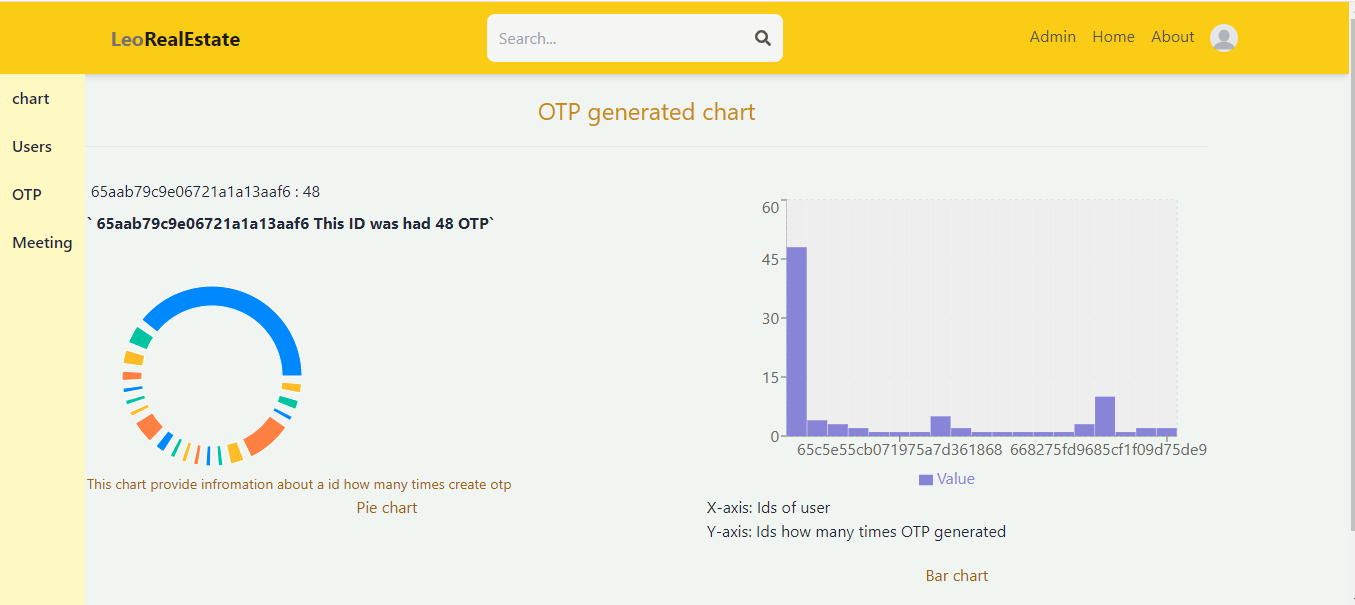 LeoRealEstate
Search...
Admin Home About
chart
Users
OTP
Meeting
OTP generated chart
65aab79c9e06721a1a13aaf6 : 48
` 65aab79c9e06721a1a13aaf6 This ID was had 48 OTP`
This chart provide infromation about a id how many times create otp
Pie chart
60
45
30
15
0
65c5e55cb071975a7d361868 668275fd9685cf1f09d75de9
Value
X-axis: Ids of user
Y-axis: Ids how many times OTP generated
Bar chart